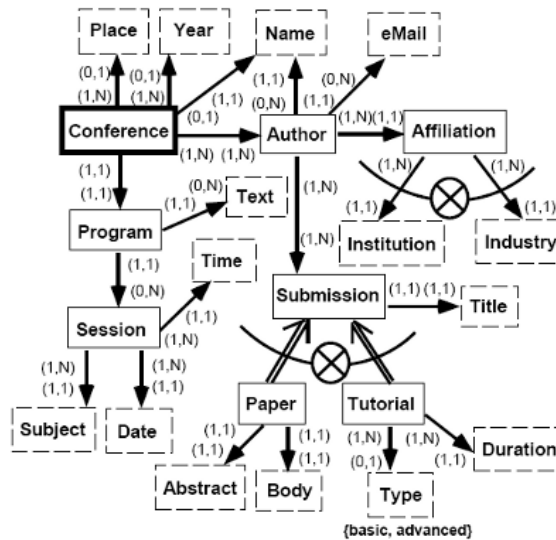 Place Year Name eMail
(0,1) (0,1) (1,1) (0,N)
(1,N) (1,N) (0,N) (1,1)
(1,1)
Conference (0,1) Author (1,N)(1,1) Affiliation
(1,N) (1,N)
(1,1) (1,N) (1,N) (1,N)
(1,1) (0,N) Text
Program (1,1) (1,1) (1,1)
Institution Industry
(1,1) Time (1,N)
(0,N)
Session (1,1) Submission (1,1) (1,1) Title
(1,N)
(1,N) (1,N)
(1,1) (1,1)
Subject Date Paper Tutorial
(1,1) (1,1) (1,N) (1,N) Duration
(1,1) (1,1) (0,1) (1,1)
Abstract Body Type
{basic, advanced}